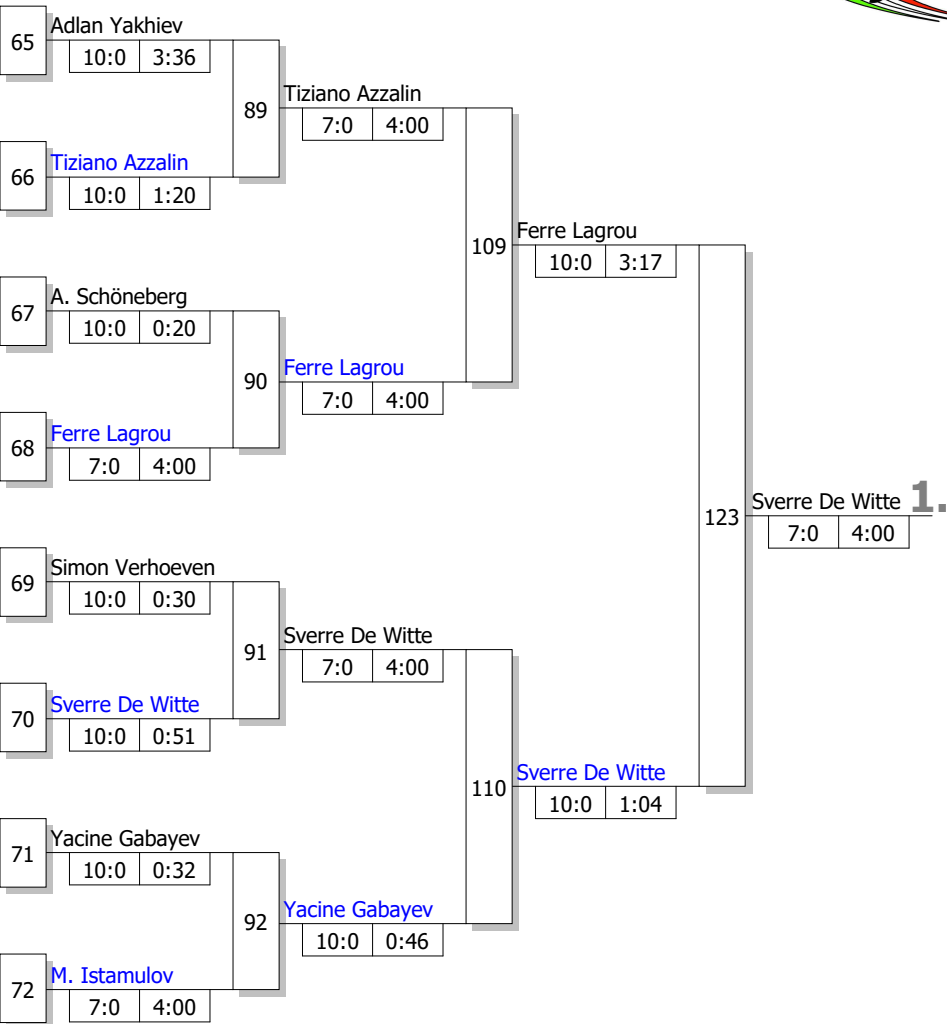 65
Adlan Yakhiev
10:0 3:36
89
Tiziano Azzalin
7:0 4:00
66
Tiziano Azzalin
10:0 1:20
109
Ferre Lagrou
10:0 3:17
67
A. Schöneberg
10:0 0:20
90
Ferre Lagrou
7:0 4:00
68
Ferre Lagrou
7:0 4:00
123
Sverre De Witte 1.
7:0 4:00
69
Simon Verhoeven
10:0 0:30
91
Sverre De Witte
7:0 4:00
70
Sverre De Witte
10:0 0:51
110
Sverre De Witte
10:0 1:04
71
Yacine Gabayev
10:0 0:32
92
Yacine Gabayev
10:0 0:46
72
M. Istamulov
7:0 4:00